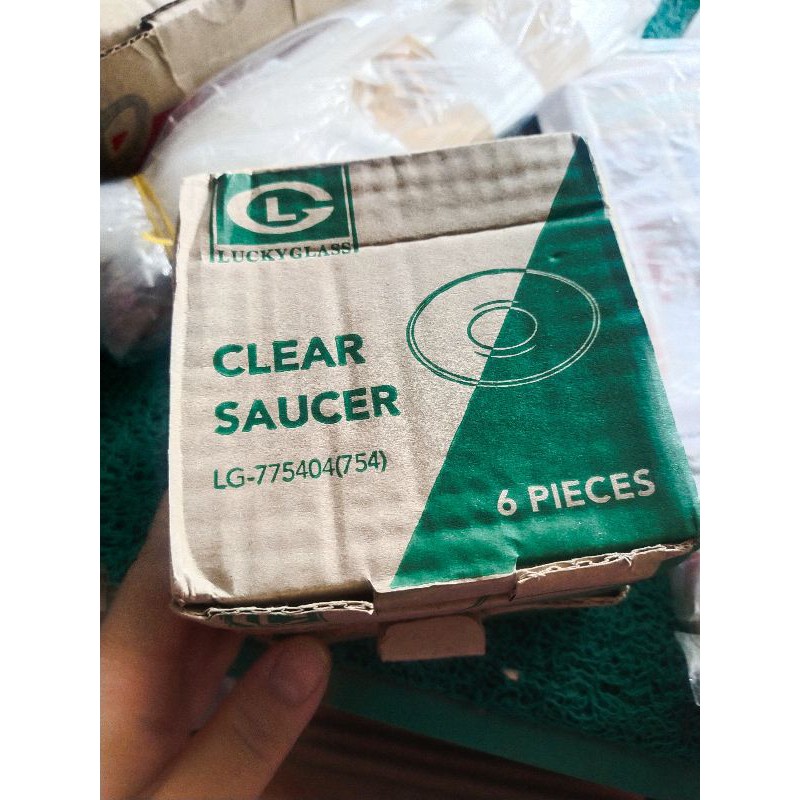 LG
LUCKYGLASS
CLEAR
SAUCER
LG-775404(754)
6 PIECES